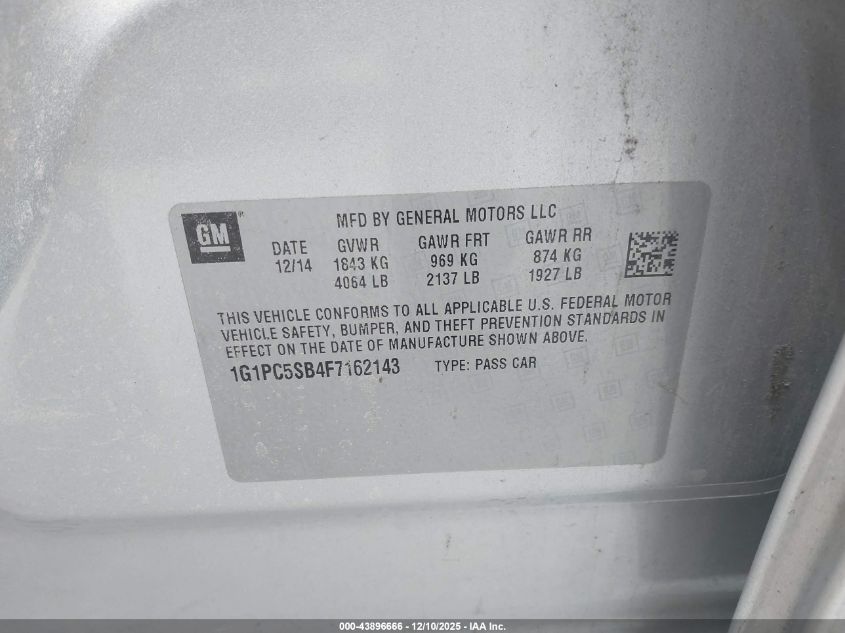 GM®
MFD BY GENERAL MOTORS LLC
DATE GVWR GAWR FRT GAWR RR
12/14 1843 KG 969 KG 874 KG
4064 LB 2137 LB 1927 LB
THIS VEHICLE CONFORMS TO ALL APPLICABLE U.S. FEDERAL MOTOR
VEHICLE SAFETY, BUMPER, AND THEFT PREVENTION STANDARDS IN
EFFECT ON THE DATE OF MANUFACTURE SHOWN ABOVE.
1G1PC5SB4F7162143 TYPE: PASS CAR
000-43896666 - 12/10/2025 - IAA Inc.